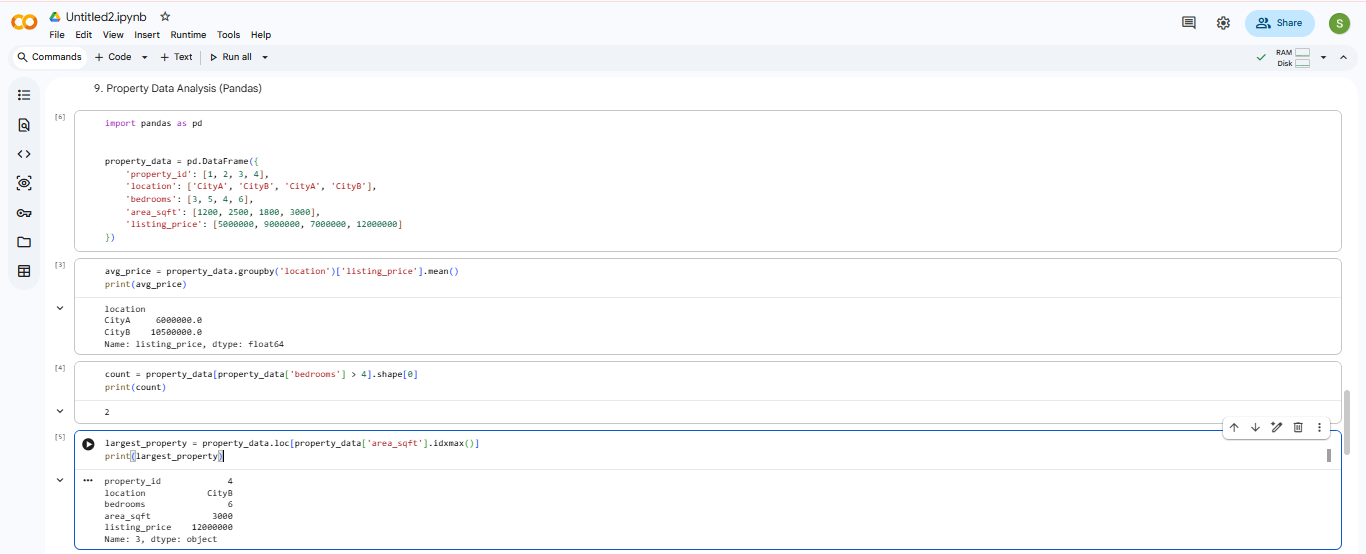 Untitled2.ipynb
File Edit View Insert Runtime Tools Help
Share
S
Commands + Code + Text Run all
RAM
Disk
9. Property Data Analysis (Pandas)
[6]
import pandas as pd
property_data = pd.DataFrame({
'property_id': [1, 2, 3, 4],
'location': ['CityA', 'CityB', 'CityA', 'CityB'],
'bedrooms': [3, 5, 4, 6],
'area_sqft': [1200, 2500, 1800, 3000],
'listing_price': [5000000, 9000000, 7000000, 12000000]
})
[3]
avg_price = property_data.groupby('location')['listing_price'].mean()
print(avg_price)
location
CityA 6000000.0
CityB 10500000.0
Name: listing_price, dtype: float64
[4]
count = property_data[property_data['bedrooms'] > 4].shape[0]
print(count)
2
[5]
largest_property = property_data.loc[property_data['area_sqft'].idxmax()]
print(largest_property)
property_id 4
location CityB
bedrooms 6
area_sqft 3000
listing_price 12000000
Name: 3, dtype: object